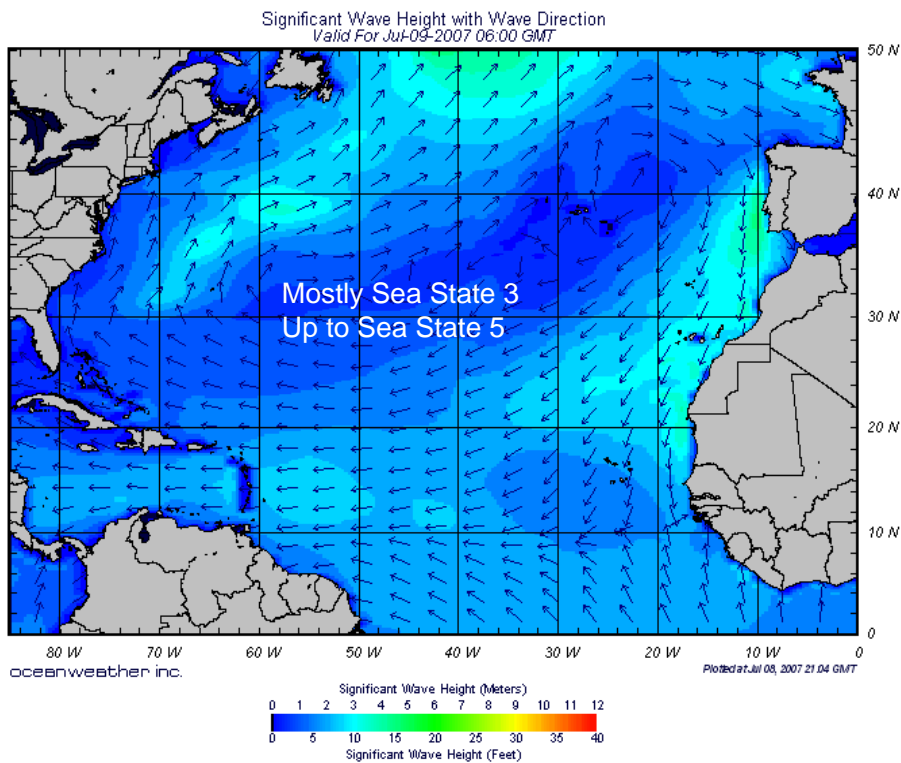 Significant Wave Height with Wave Direction
Valid For Jul-09-2007 06:00 GMT
50 N
40 N
Mostly Sea State 3
Up to Sea State 5
30 N
20 N
10 N
0
80 W 70 W 60 W 50 W 40 W 30 W 20 W 10 W 0
oceanweather inc.
Plotted at Jul 08, 2007 21:04 GMT
Significant Wave Height (Meters)
0 1 2 3 4 5 6 7 8 9 10 11 12
0 5 10 15 20 25 30 35 40
Significant Wave Height (Feet)